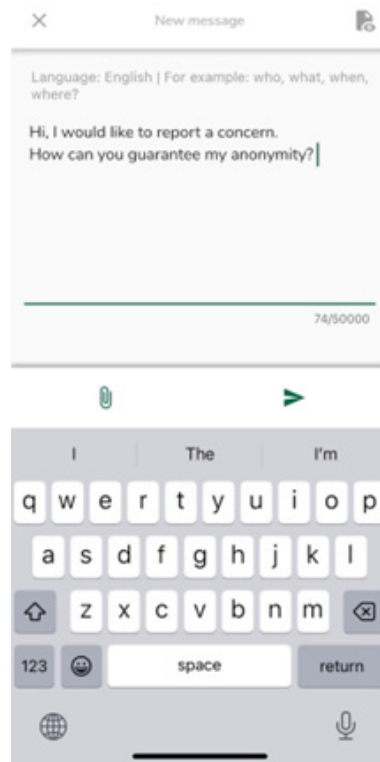 New message
Language: English | For example: who, what, when,
where?
Hi, I would like to report a concern.
How can you guarantee my anonymity?
74/50000
I The I'm
q w e r t y u i o p
a s d f g h j k l
z x c v b n m
123 space return